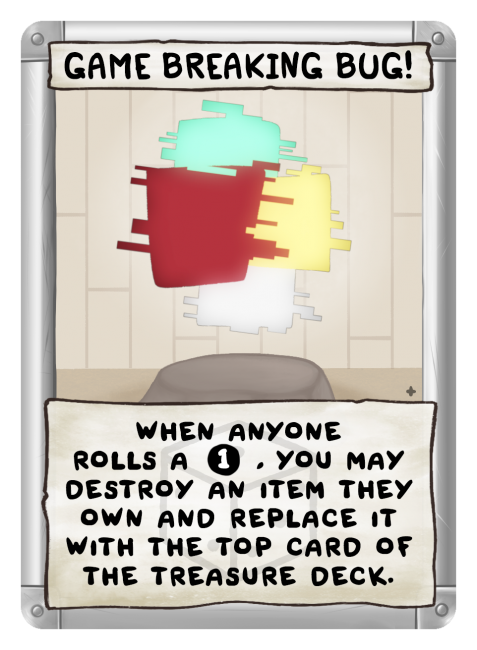 GAME BREAKING BUG!
WHEN ANYONE
ROLLS A 1, YOU MAY
DESTROY AN ITEM THEY
OWN AND REPLACE IT
WITH THE TOP CARD OF
THE TREASURE DECK.